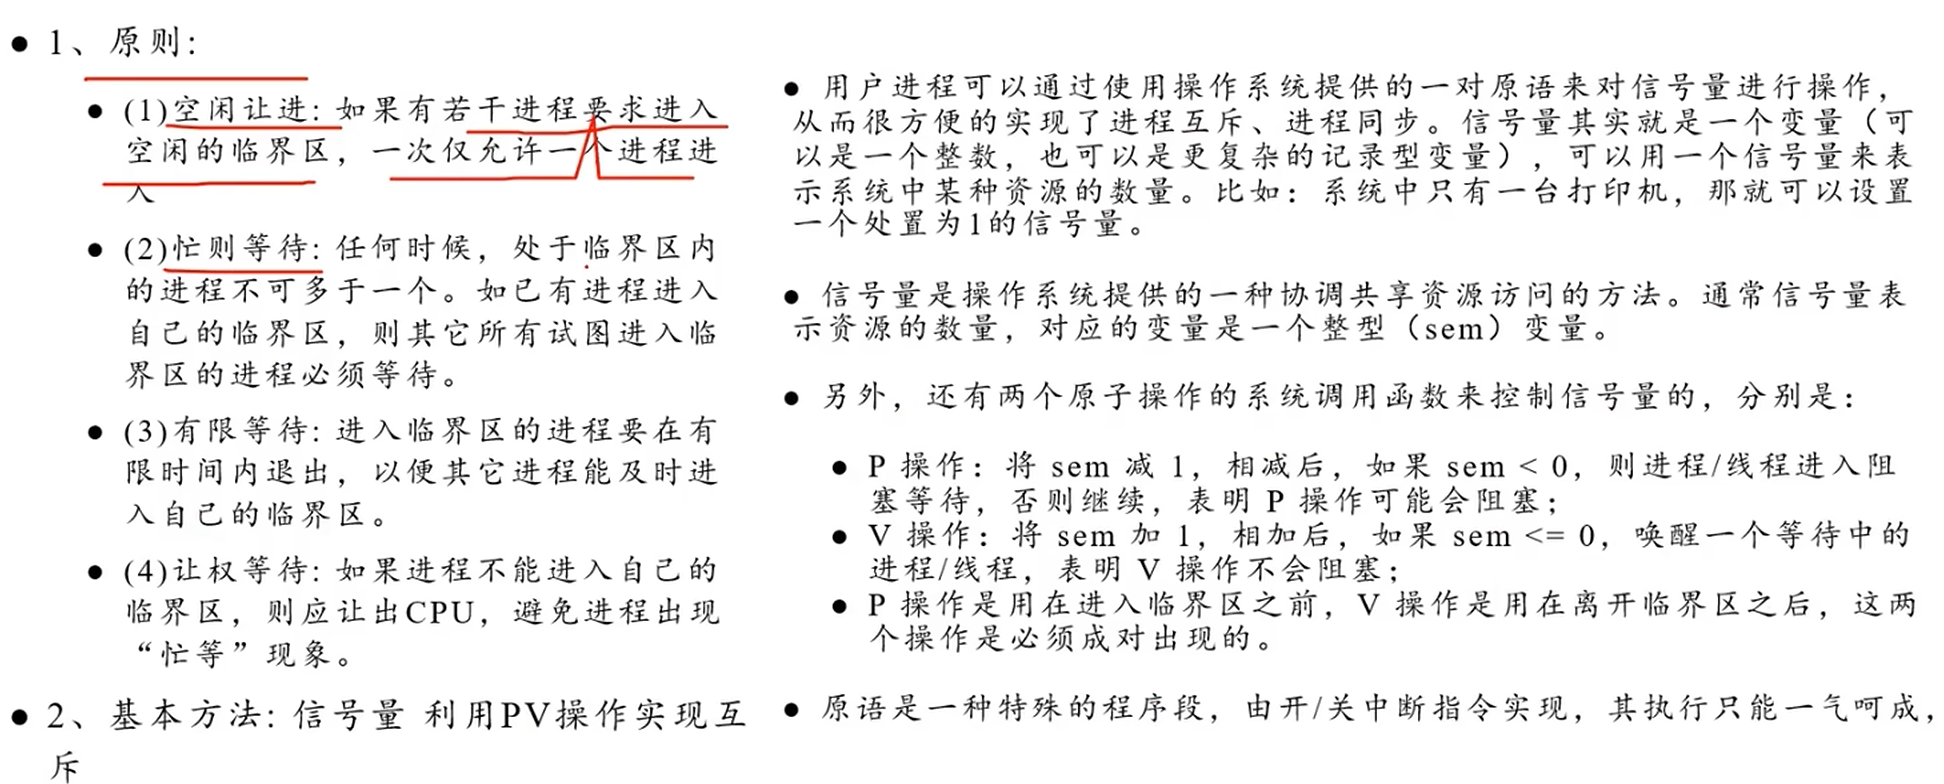 ● 1、原则:
● (1)空闲让进: 如果有若干进程要求进入
空闲的临界区，一次仅允许一个进程进
入
● (2)忙则等待: 任何时候，处于临界区内
的进程不可多于一个。如已有进程进入
自己的临界区，则其它所有试图进入临
界区的进程必须等待。
● (3)有限等待: 进入临界区的进程要在有
限时间内退出，以便其它进程能及时进
入自己的临界区。
● (4)让权等待: 如果进程不能进入自己的
临界区，则应让出CPU，避免进程出现
“忙等”现象。
● 2、基本方法: 信号量 利用PV操作实现互
斥
● 用户进程可以通过使用操作系统提供的一对原语来对信号量进行操作，
从而很方便的实现了进程互斥、进程同步。信号量其实就是一个变量（可
以是一个整数，也可以是更复杂的记录型变量），可以用一个信号量来表
示系统中某种资源的数量。比如：系统中只有一台打印机，那就可以设置
一个处置为1的信号量。
● 信号量是操作系统提供的一种协调共享资源访问的方法。通常信号量表
示资源的数量，对应的变量是一个整型（sem）变量。
● 另外，还有两个原子操作的系统调用函数来控制信号量的，分别是：
● P 操作：将 sem 减 1，相减后，如果 sem < 0，则进程/线程进入阻
塞等待，否则继续，表明 P 操作可能会阻塞；
● V 操作：将 sem 加 1，相加后，如果 sem <= 0，唤醒一个等待中的
进程/线程，表明 V 操作不会阻塞；
● P 操作是用在进入临界区之前，V 操作是用在离开临界区之后，这两
个操作是必须成对出现的。
● 原语是一种特殊的程序段，由开/关中断指令实现，其执行只能一气呵成，